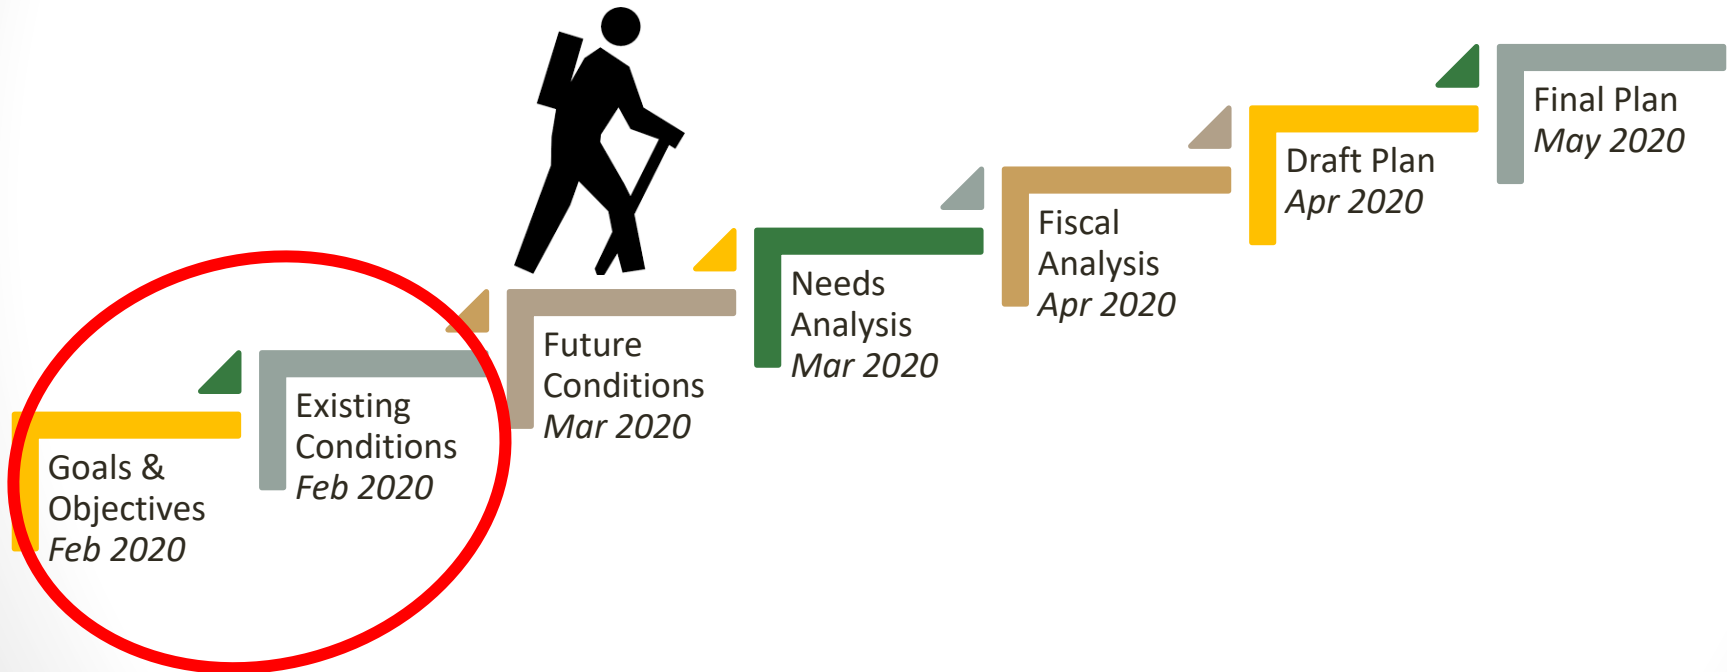 Goals &
Objectives
Feb 2020
Existing
Conditions
Feb 2020
Future
Conditions
Mar 2020
Needs
Analysis
Mar 2020
Fiscal
Analysis
Apr 2020
Draft Plan
Apr 2020
Final Plan
May 2020